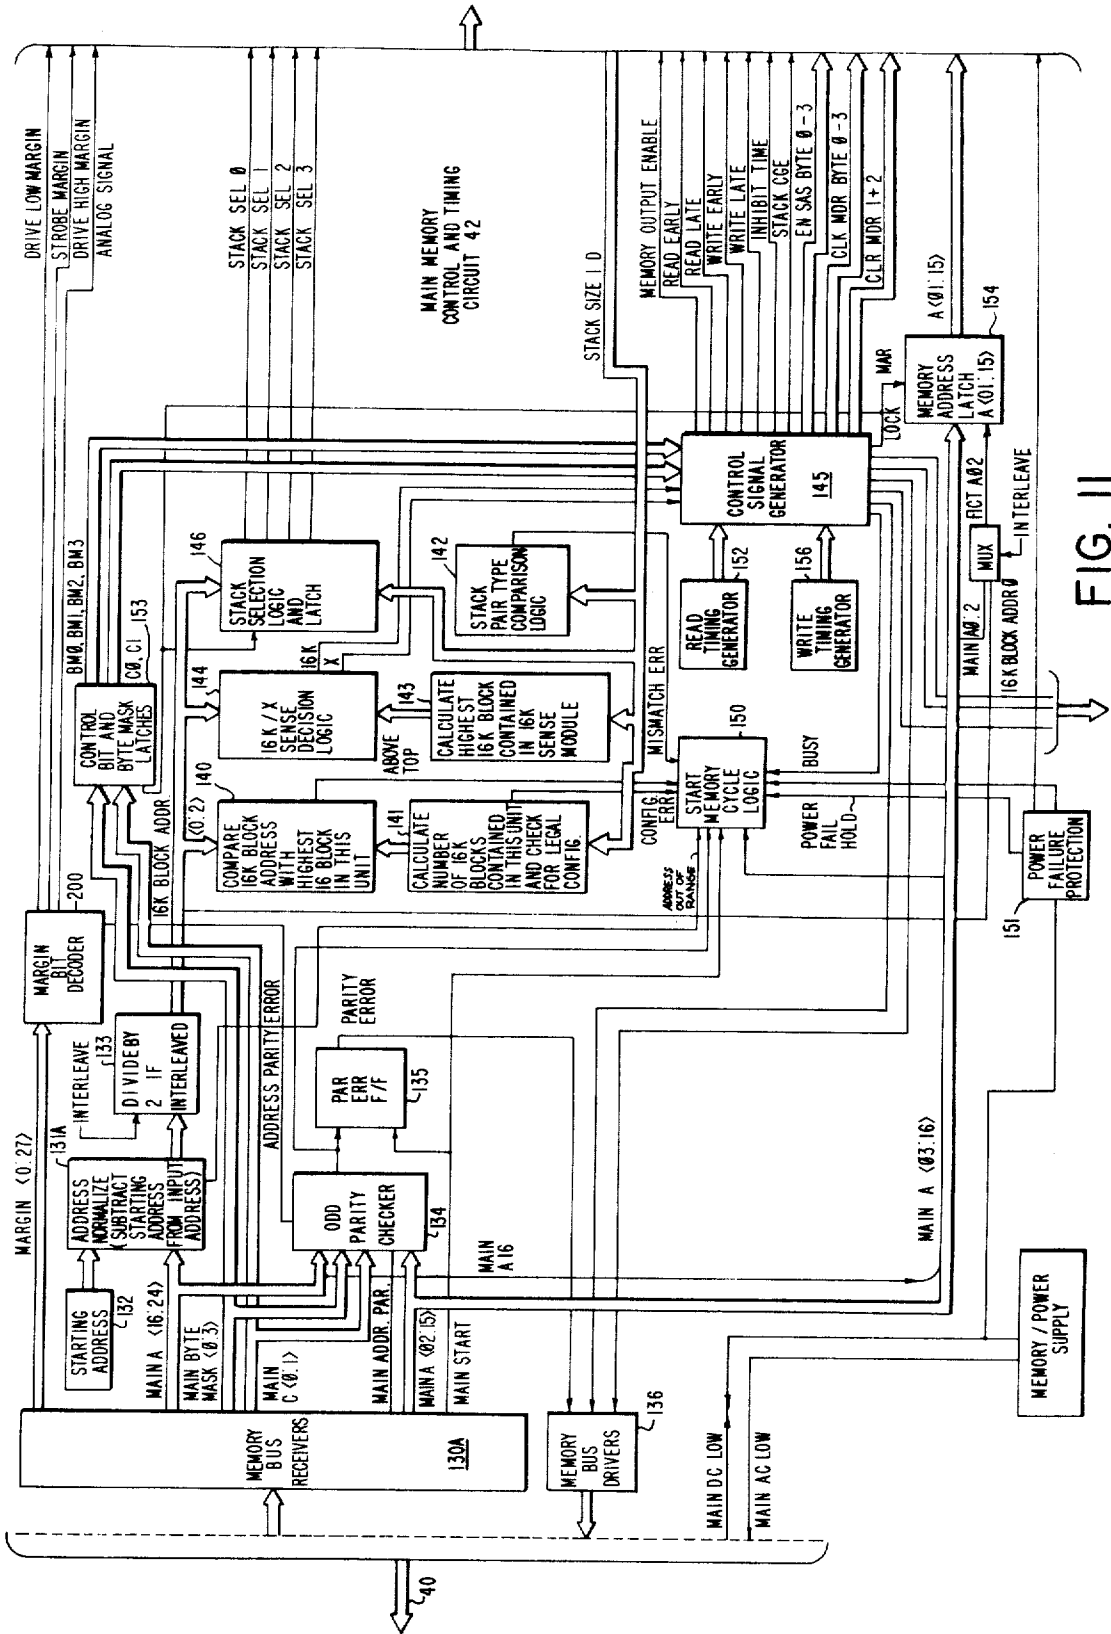 DRIVE LOW MARGIN
STROBE MARGIN
DRIVE HIGH MARGIN
ANALOG SIGNAL
STACK SEL 0
STACK SEL 1
STACK SEL 2
STACK SEL 3
MAIN MEMORY
CONTROL AND TIMING
CIRCUIT 42
STACK SIZE I D
MEMORY OUTPUT ENABLE
READ EARLY
READ LATE
WRITE EARLY
WRITE LATE
INHIBIT TIME
STACK CGE
EN SAS BYTE 0-3
CLK MDR BYTE 0-3
CLR MDR 1+2
A<01:15>
154
MEMORY
ADDRESS
LATCH
A<01:15>
LOCK
MAR
CONTROL
SIGNAL
GENERATOR
145
BM0, BM1, BM2, BM3
C0, C1
153
CONTROL
BIT AND
BYTE MASK
LATCHES
146
STACK
SELECTION
LOGIC
AND
LATCH
142
STACK
PAIR TYPE
COMPARISON
LOGIC
READ
TIMING
GENERATOR
152
WRITE
TIMING
GENERADOR
156
MUX
FICT A02
INTERLEAVE
MAIN A0:2
16K BLOCK ADDR 0
144
16K / X
SENSE
DECISION
LOGIC
16K
X
143
CALCULATE
HIGHEST
16K BLOCK
CONTAINED
IN 16K
SENSE
MODULE
MISMATCH ERR
150
START
MEMORY
CYCLE
LOGIC
BUSY
140
COMPARE
16K BLOCK
ADDRESS
WITH
HIGHEST
16 BLOCK
IN THIS
UNIT
ABOVE
TOP
141
CALCULATE
NUMBER
OF 16K
BLOCKS
CONTAINED
IN THIS UNIT
AND CHECK
FOR LEGAL
CONFIG.
CONFIG.
ERR
ADDRESS
OUT OF
RANGE
POWER
FAIL
HOLD
POWER
FAILURE
PROTECTION
151
16K BLOCK ADDR
<0:2>
200
MARGIN
BIT
DECODER
133
DIVIDE BY
2 IF
INTERLEAVED
INTERLEAVE
131A
ADDRESS
NORMALIZE
(SUBTRACT
STARTING
ADDRESS
FROM INPUT
ADDRESS)
MARGIN <0:27>
STARTING
ADDRESS
132
ADDRESS PARITY ERROR
PARITY
ERROR
PAR
ERR
F/F
135
ODD
PARITY
CHECKER
134
MAIN
A16
MAIN A <03:16>
MAIN A <16:24>
MAIN BYTE
MASK <0:3>
MAIN
C <0:1>
MAIN ADDR. PAR.
MAIN A <02:15>
MAIN START
MEMORY
BUS
RECEIVERS
130A
MEMORY
BUS
DRIVERS
136
MAIN DC LOW
MAIN AC LOW
MEMORY / POWER
SUPPLY
40
FIG. 11